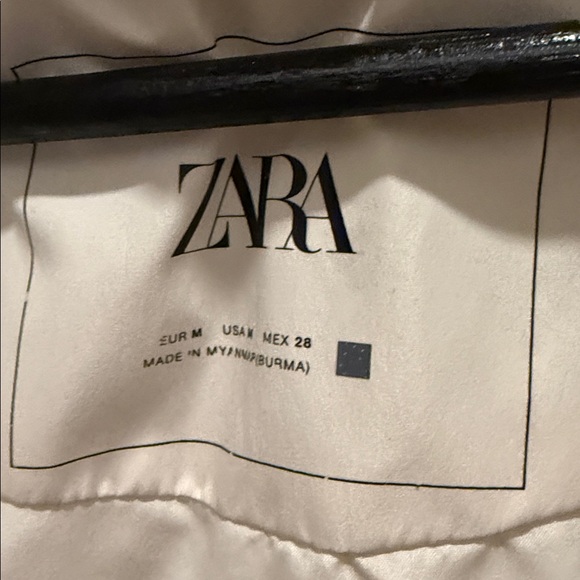 ZARA
EUR M USA M MEX 28
MADE IN MYANMAR(BURMA)